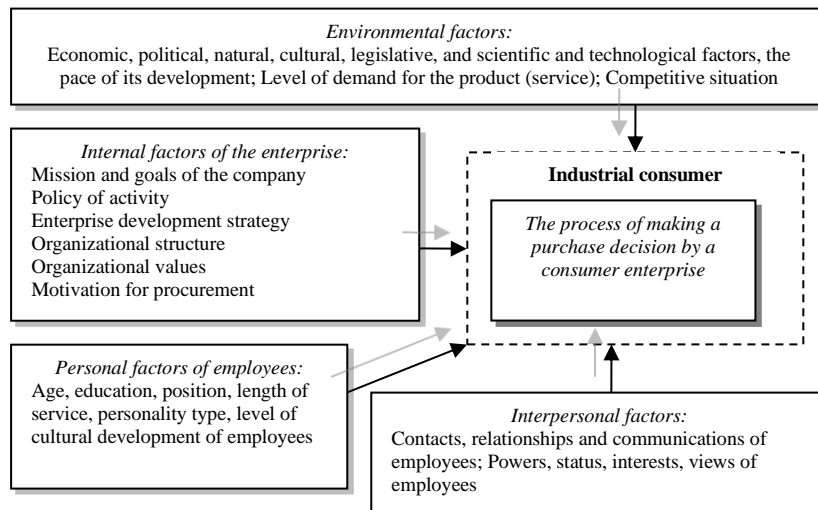 Environmental factors:
Economic, political, natural, cultural, legislative, and scientific and technological factors, the
pace of its development; Level of demand for the product (service); Competitive situation
Internal factors of the enterprise:
Mission and goals of the company
Policy of activity
Enterprise development strategy
Organizational structure
Organizational values
Motivation for procurement
Industrial consumer
The process of making a
purchase decision by a
consumer enterprise
Personal factors of employees:
Age, education, position, length of
service, personality type, level of
cultural development of employees
Interpersonal factors:
Contacts, relationships and communications of
employees; Powers, status, interests, views of
employees